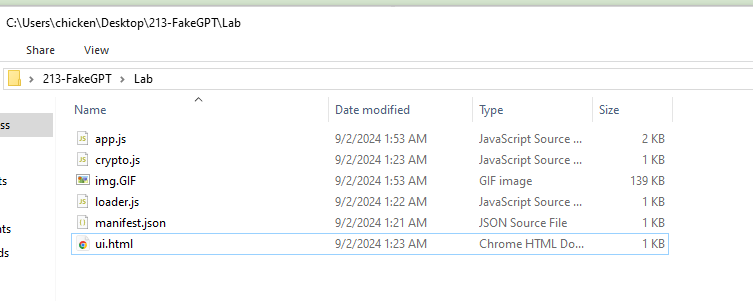 C:\Users\chicken\Desktop\213-FakeGPT\Lab
Share View
213-FakeGPT Lab
Name Date modified Type Size
ss
app.js 9/2/2024 1:53 AM JavaScript Source ... 2 KB
crypto.js 9/2/2024 1:23 AM JavaScript Source ... 1 KB
ts
img.GIF 9/2/2024 1:53 AM GIF image 139 KB
loader.js 9/2/2024 1:22 AM JavaScript Source ... 1 KB
manifest.json 9/2/2024 1:21 AM JSON Source File 1 KB
nts
ui.html 9/2/2024 1:23 AM Chrome HTML Do... 1 KB
ds